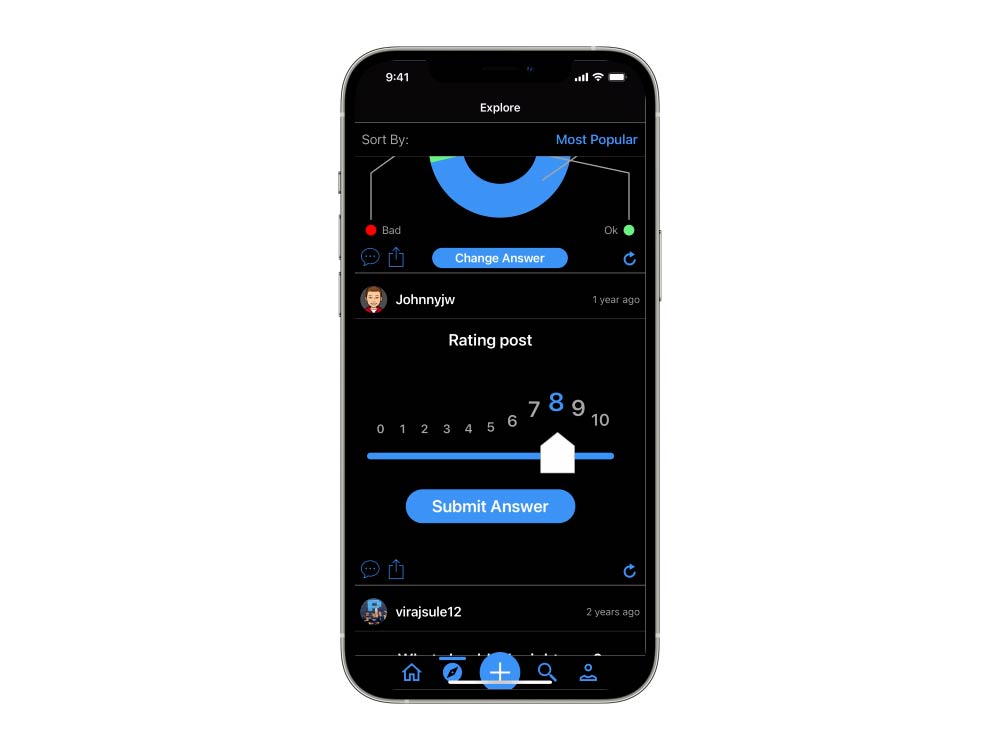 9:41
Explore
Sort By: Most Popular
Bad Ok
Change Answer
Johnnyjw 1 year ago
Rating post
0 1 2 3 4 5 6 7 8 9 10
Submit Answer
virajsule12 2 years ago